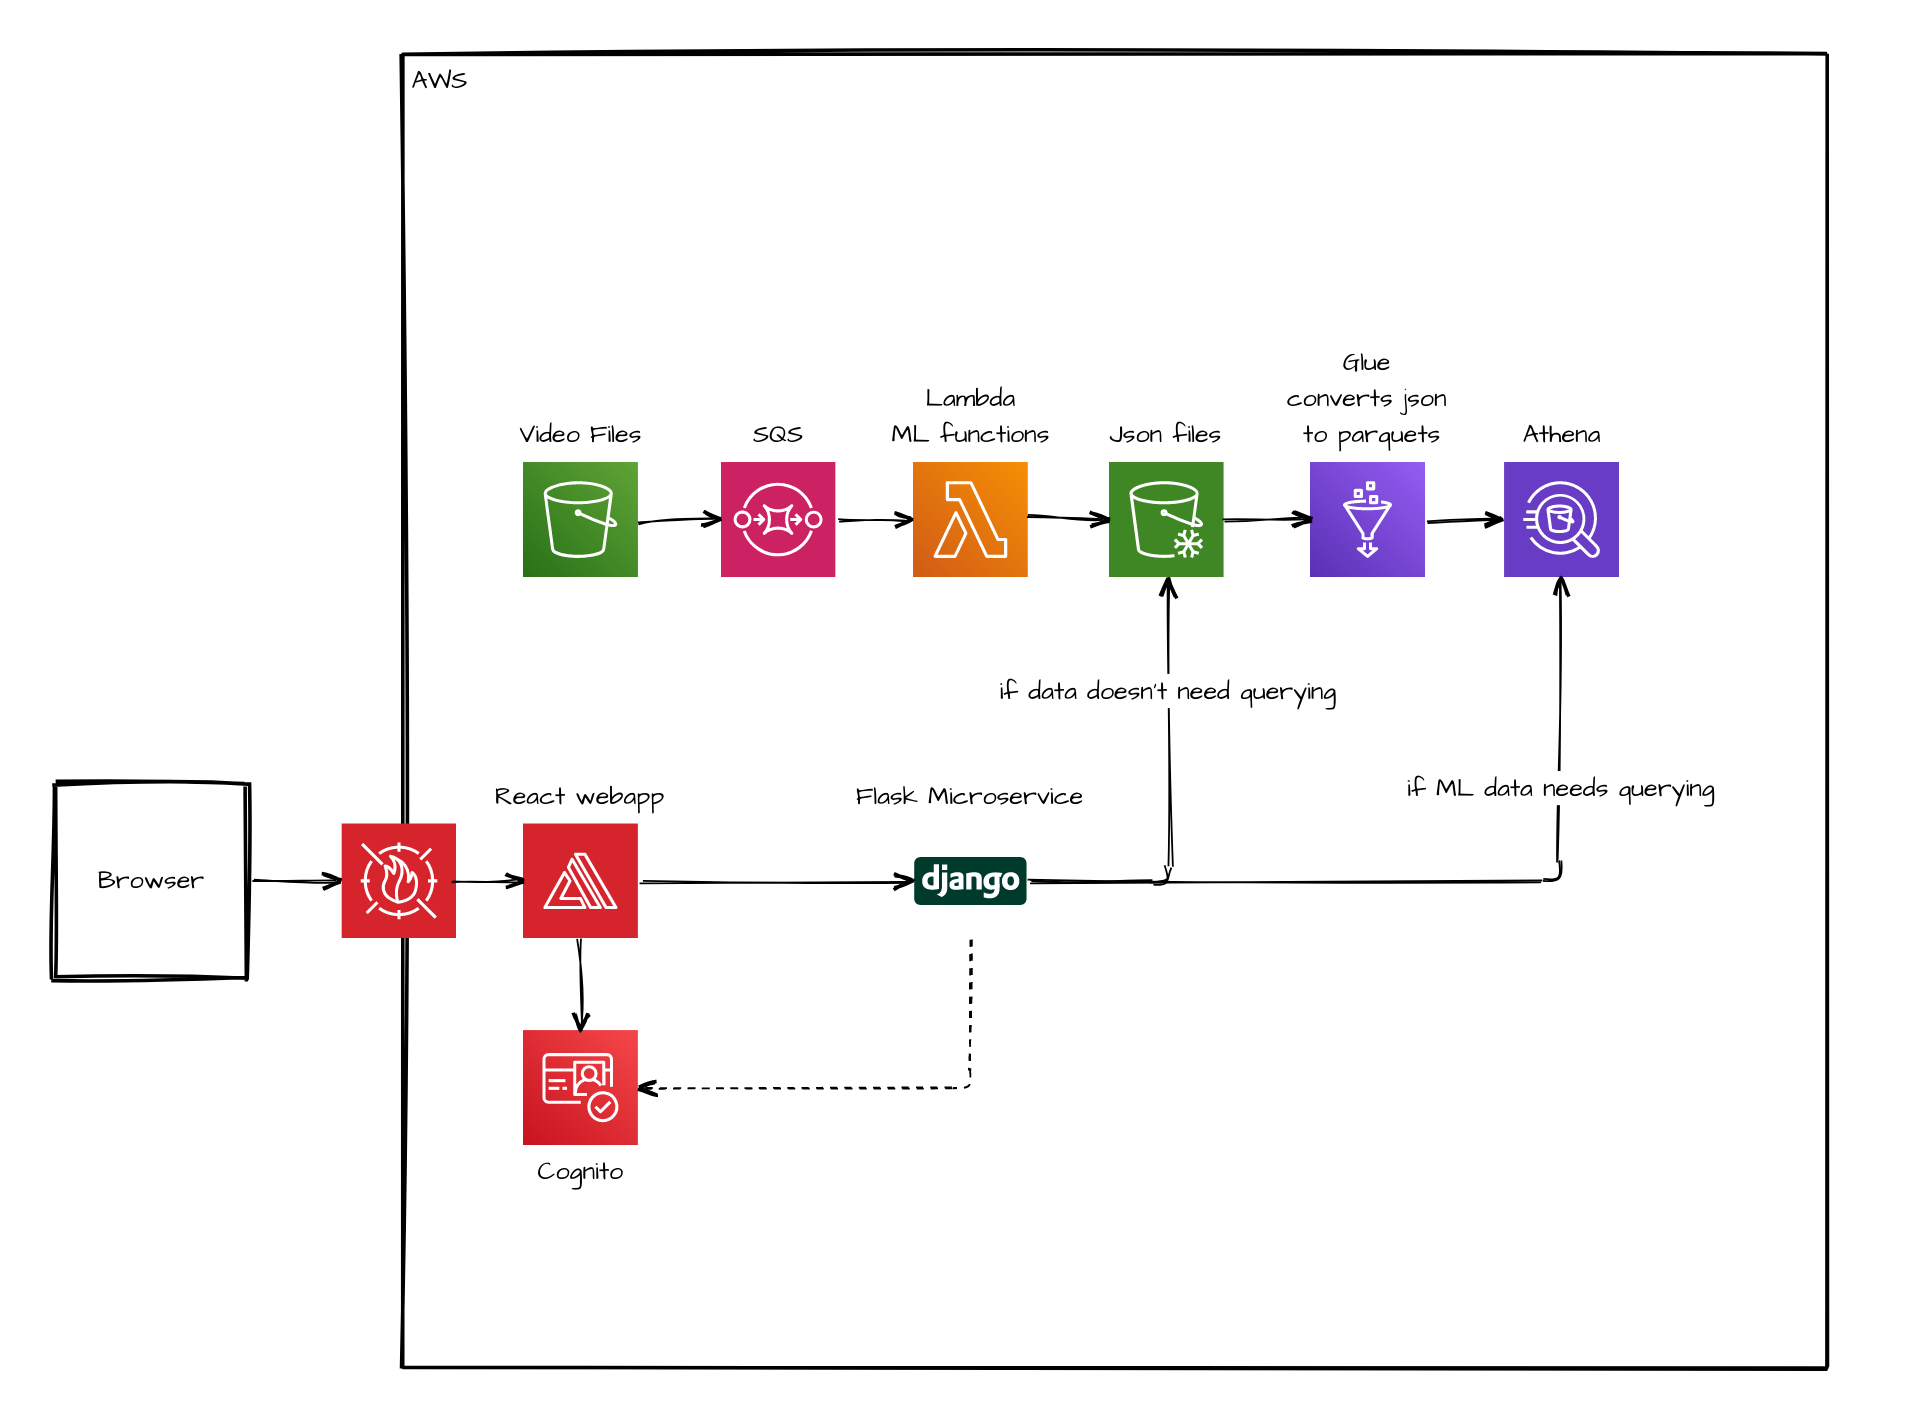 AWS
Glue
converts json
to parquets
Lambda
ML functions
Video Files
SQS
Json files
Athena
if data doesn't need querying
if ML data needs querying
React webapp
Flask Microservice
Browser
django
Cognito